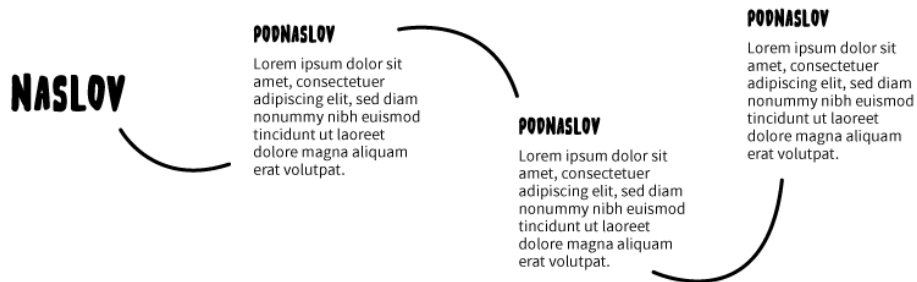 NASLOV
PODNASLOV
Lorem ipsum dolor sit
amet, consectetuer
adipiscing elit, sed diam
nonummy nibh euismod
tincidunt ut laoreet
dolore magna aliquam
erat volutpat.
PODNASLOV
Lorem ipsum dolor sit
amet, consectetuer
adipiscing elit, sed diam
nonummy nibh euismod
tincidunt ut laoreet
dolore magna aliquam
erat volutpat.
PODNASLOV
Lorem ipsum dolor sit
amet, consectetuer
adipiscing elit, sed diam
nonummy nibh euismod
tincidunt ut laoreet
dolore magna aliquam
erat volutpat.